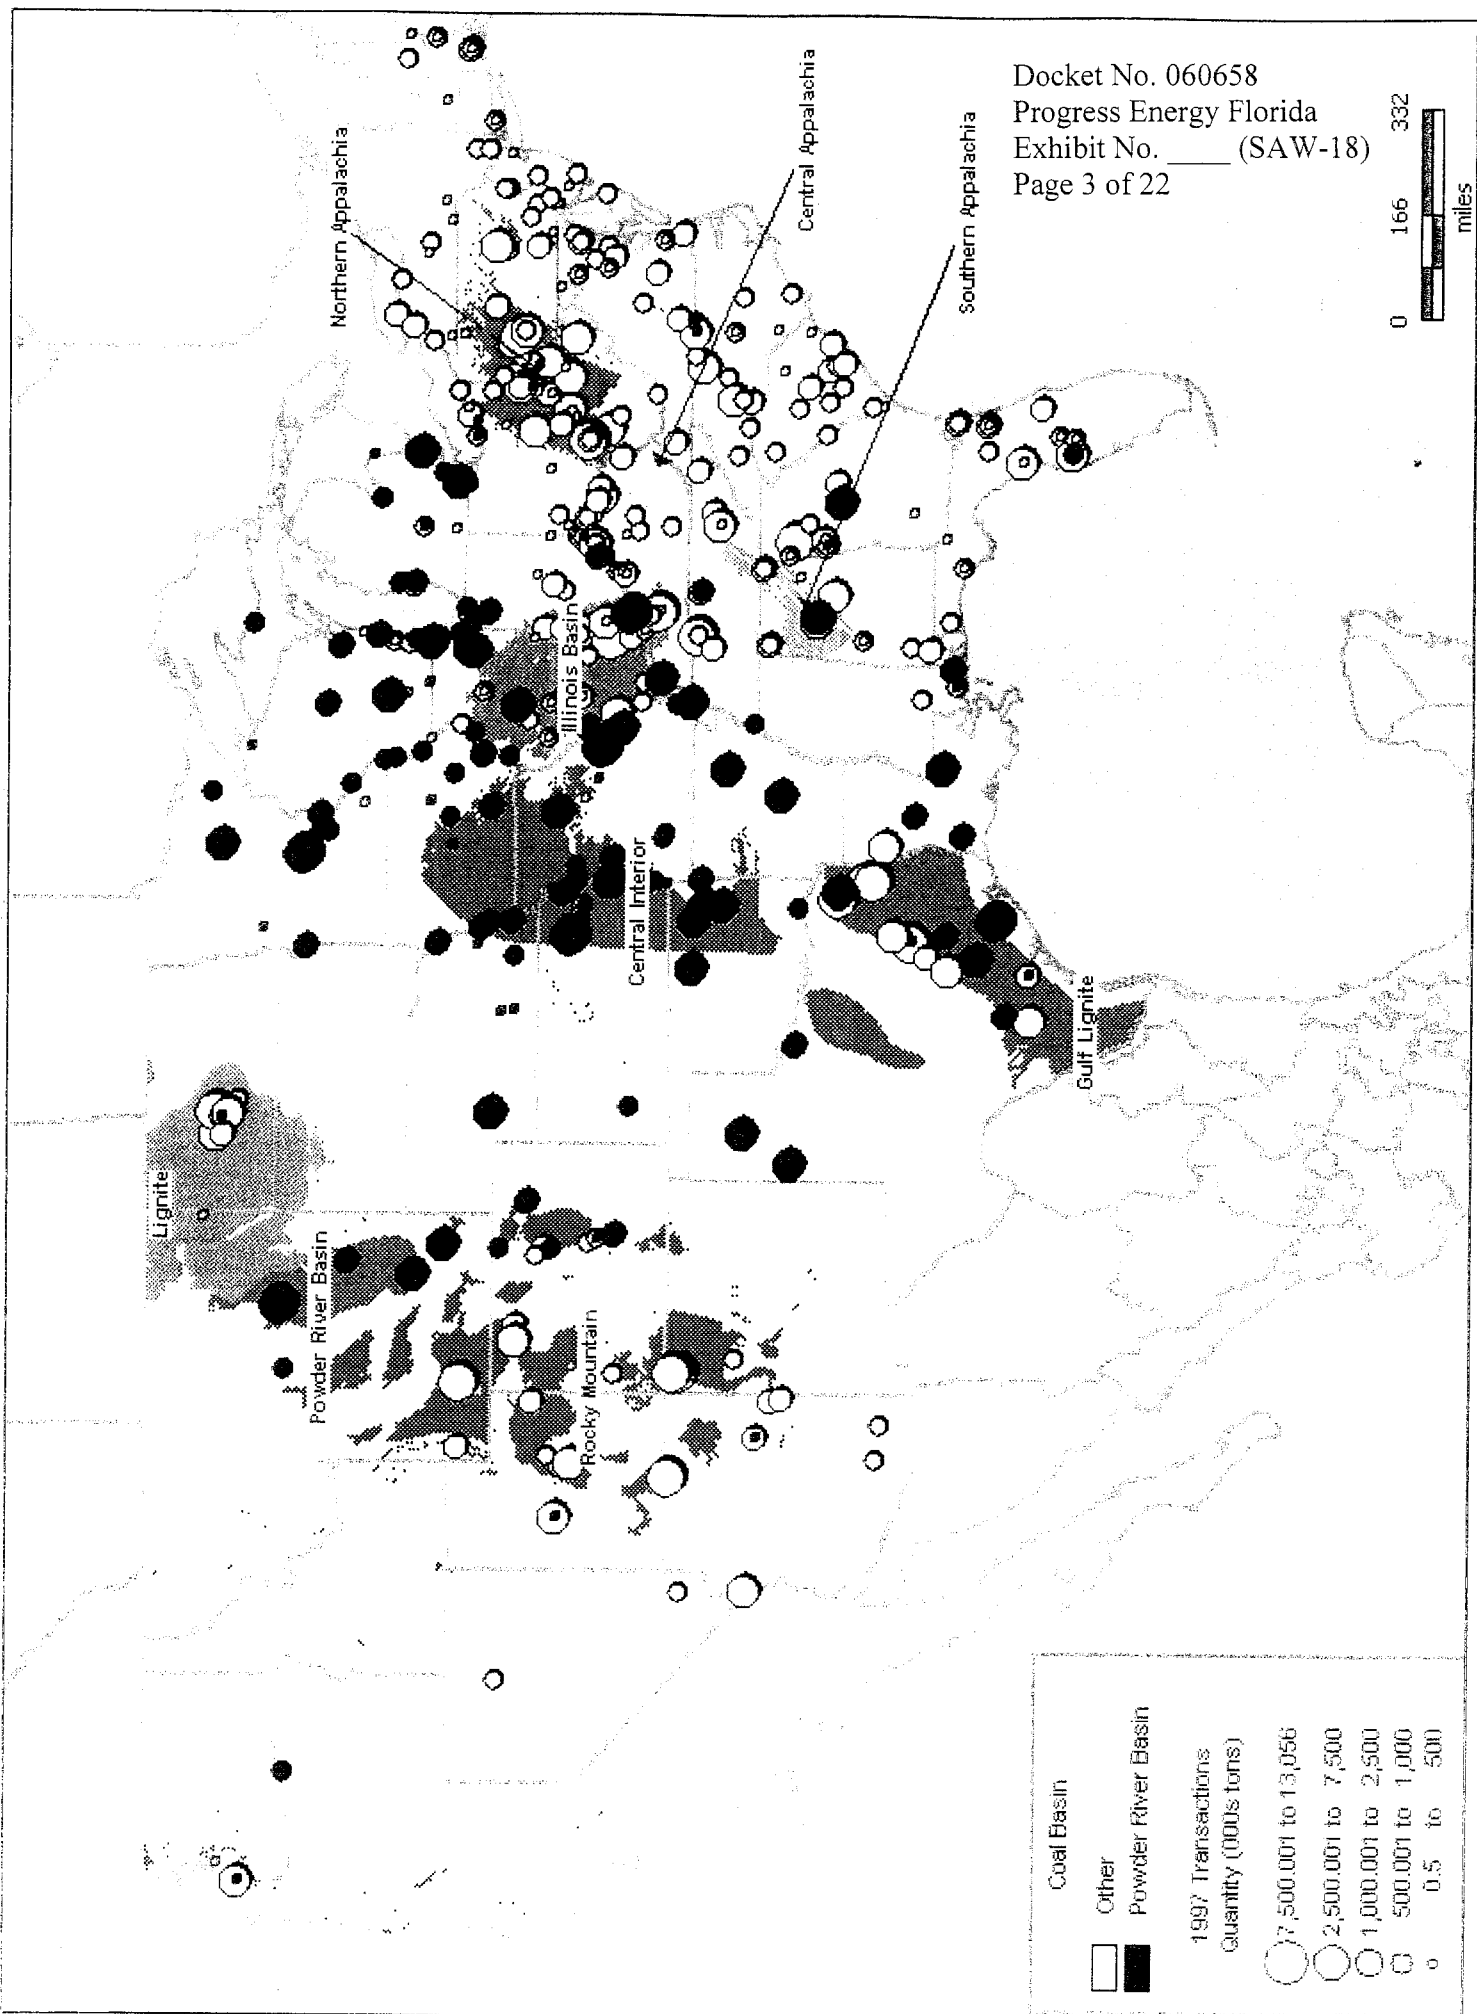 Docket No. 060658
Progress Energy Florida
Exhibit No. ____ (SAW-18)
Page 3 of 22
Northern Appalachia
Central Appalachia
Southern Appalachia
Illinois Basin
Central Interior
Gulf Lignite
Lignite
Powder River Basin
Rocky Mountain
0 166 332
miles
Coal Basin
Other
Powder River Basin
1997 Transactions
Quantity (000s tons)
7,500.001 to 13,056
2,500.001 to 7,500
1,000.001 to 2,500
500.001 to 1,000
0.5 to 500